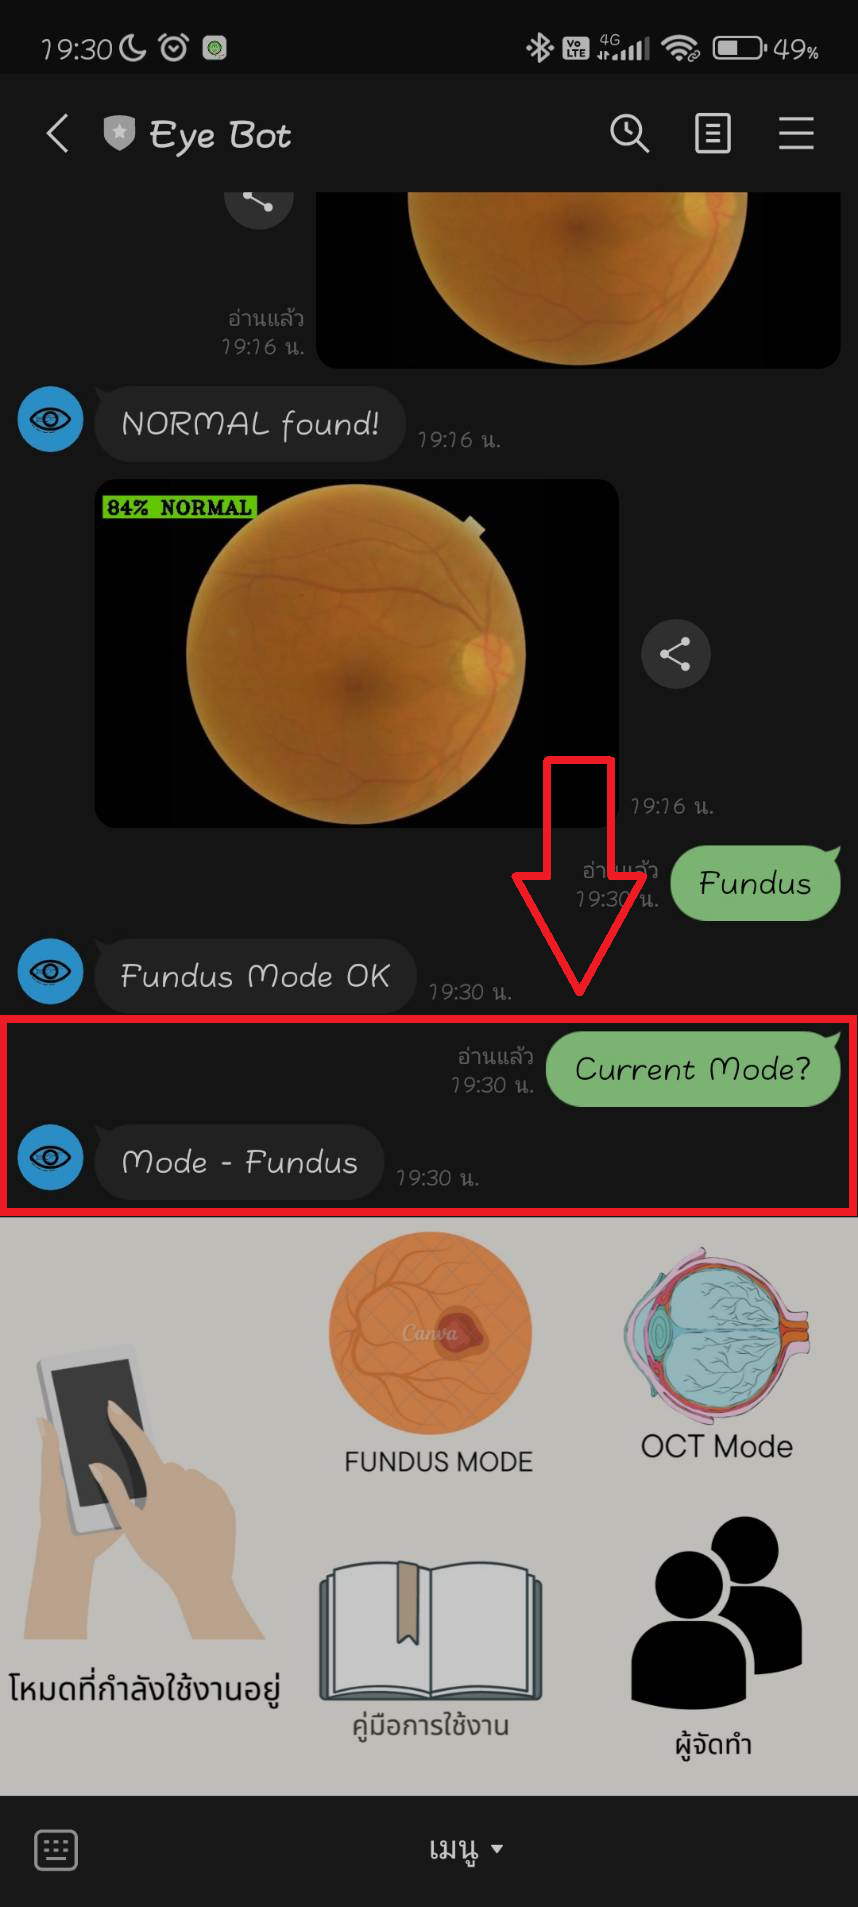 19:30
4G
Vo
LTE
49%
Eye Bot
อ่านแล้ว
19:16 น.
NORMAL found!
19:16 น.
84% NORMAL
19:16 น.
อ่านแล้ว
19:30 น.
Fundus
Fundus Mode OK
19:30 น.
อ่านแล้ว
19:30 น.
Current Mode?
Mode - Fundus
19:30 น.
Canva
FUNDUS MODE
OCT Mode
โหมดที่กำลังใช้งานอยู่
คู่มือการใช้งาน
ผู้จัดทำ
เมนู